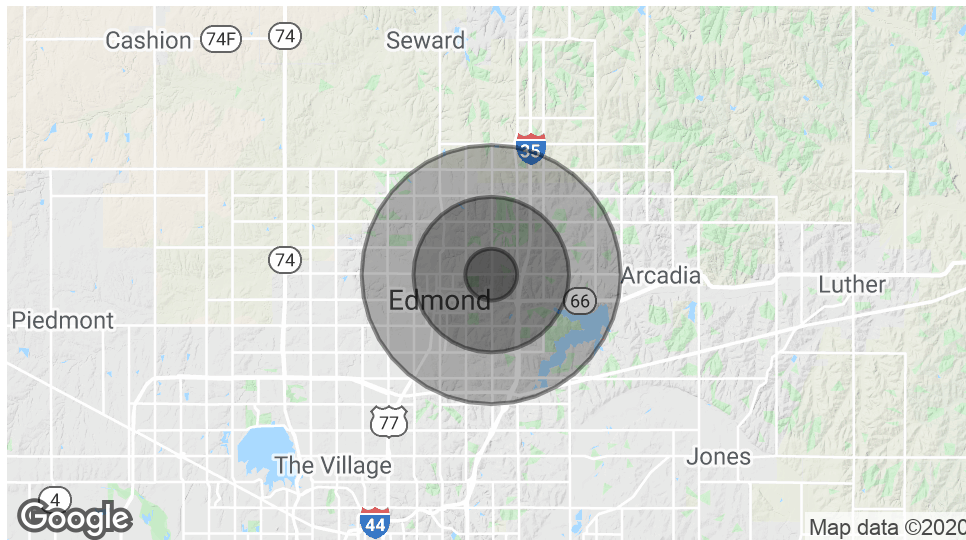 Cashion 74F 74 Seward
35
74
Arcadia
Luther
Edmond 66
Piedmont
77
The Village
Jones
4
44
Google
Map data ©2020